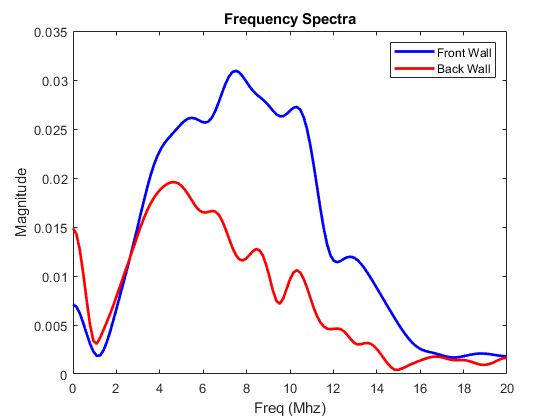 Frequency Spectra
Front Wall
Back Wall
0.035
0.03
0.025
0.02
0.015
0.01
0.005
0
0 2 4 6 8 10 12 14 16 18 20
Magnitude
Freq (Mhz)